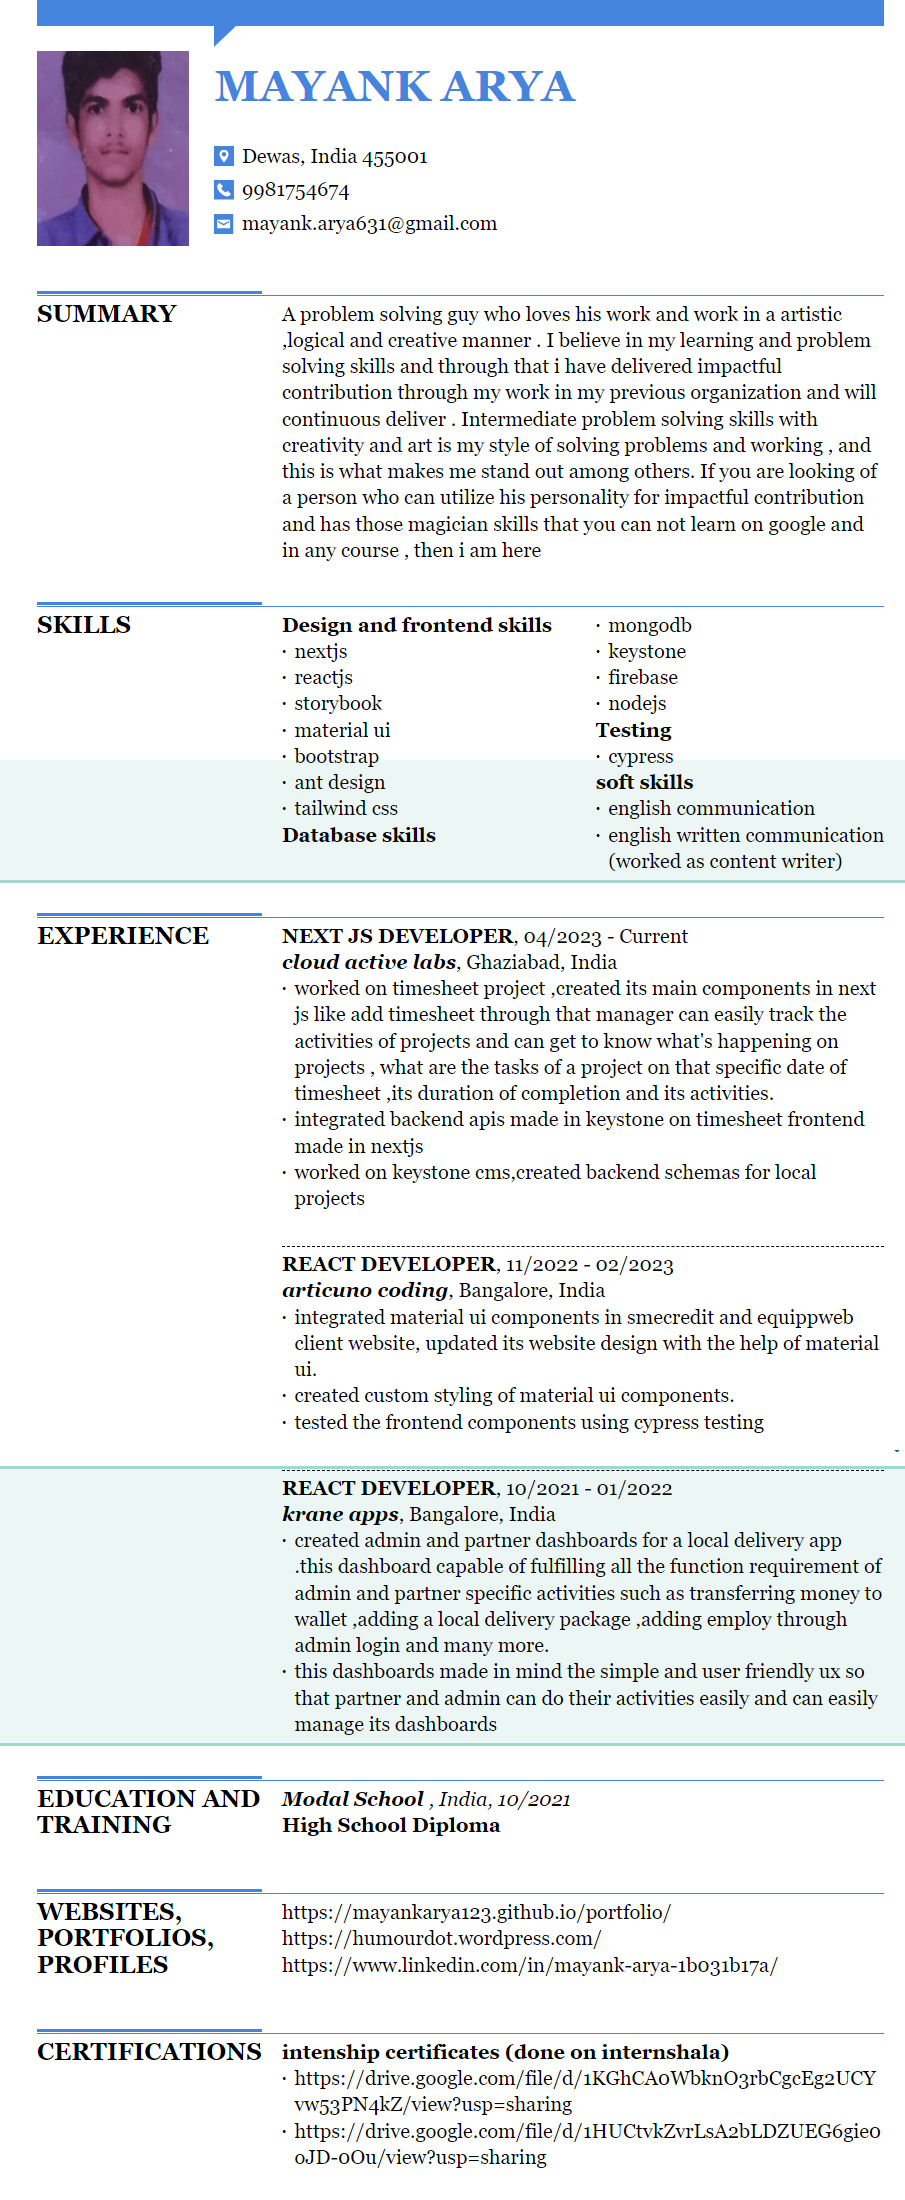 MAYANK ARYA
Dewas, India 455001
9981754674
mayank.arya631@gmail.com
SUMMARY
A problem solving guy who loves his work and work in a artistic
,logical and creative manner . I believe in my learning and problem
solving skills and through that i have delivered impactful
contribution through my work in my previous organization and will
continuous deliver . Intermediate problem solving skills with
creativity and art is my style of solving problems and working , and
this is what makes me stand out among others. If you are looking of
a person who can utilize his personality for impactful contribution
and has those magician skills that you can not learn on google and
in any course , then i am here
SKILLS
Design and frontend skills
· nextjs
· reactjs
· storybook
· material ui
· bootstrap
· ant design
· tailwind css
Database skills
· mongodb
· keystone
· firebase
· nodejs
Testing
· cypress
soft skills
· english communication
· english written communication
(worked as content writer)
EXPERIENCE
NEXT JS DEVELOPER, 04/2023 - Current
cloud active labs, Ghaziabad, India
· worked on timesheet project ,created its main components in next
js like add timesheet through that manager can easily track the
activities of projects and can get to know what's happening on
projects , what are the tasks of a project on that specific date of
timesheet ,its duration of completion and its activities.
· integrated backend apis made in keystone on timesheet frontend
made in nextjs
· worked on keystone cms,created backend schemas for local
projects
REACT DEVELOPER, 11/2022 - 02/2023
articuno coding, Bangalore, India
· integrated material ui components in smecredit and equippweb
client website, updated its website design with the help of material
ui.
· created custom styling of material ui components.
· tested the frontend components using cypress testing
REACT DEVELOPER, 10/2021 - 01/2022
krane apps, Bangalore, India
· created admin and partner dashboards for a local delivery app
.this dashboard capable of fulfilling all the function requirement of
admin and partner specific activities such as transferring money to
wallet ,adding a local delivery package ,adding employ through
admin login and many more.
· this dashboards made in mind the simple and user friendly ux so
that partner and admin can do their activities easily and can easily
manage its dashboards
EDUCATION AND
TRAINING
Modal School , India, 10/2021
High School Diploma
WEBSITES,
PORTFOLIOS,
PROFILES
https://mayankarya123.github.io/portfolio/
https://humourdot.wordpress.com/
https://www.linkedin.com/in/mayank-arya-1b031b17a/
CERTIFICATIONS
intenship certificates (done on internshala)
· https://drive.google.com/file/d/1KGhCA0WbknO3rbCgcEg2UCY
vw53PN4kZ/view?usp=sharing
· https://drive.google.com/file/d/1HUCtvkZvrLsA2bLDZUEG6gie0
oJD-0Ou/view?usp=sharing